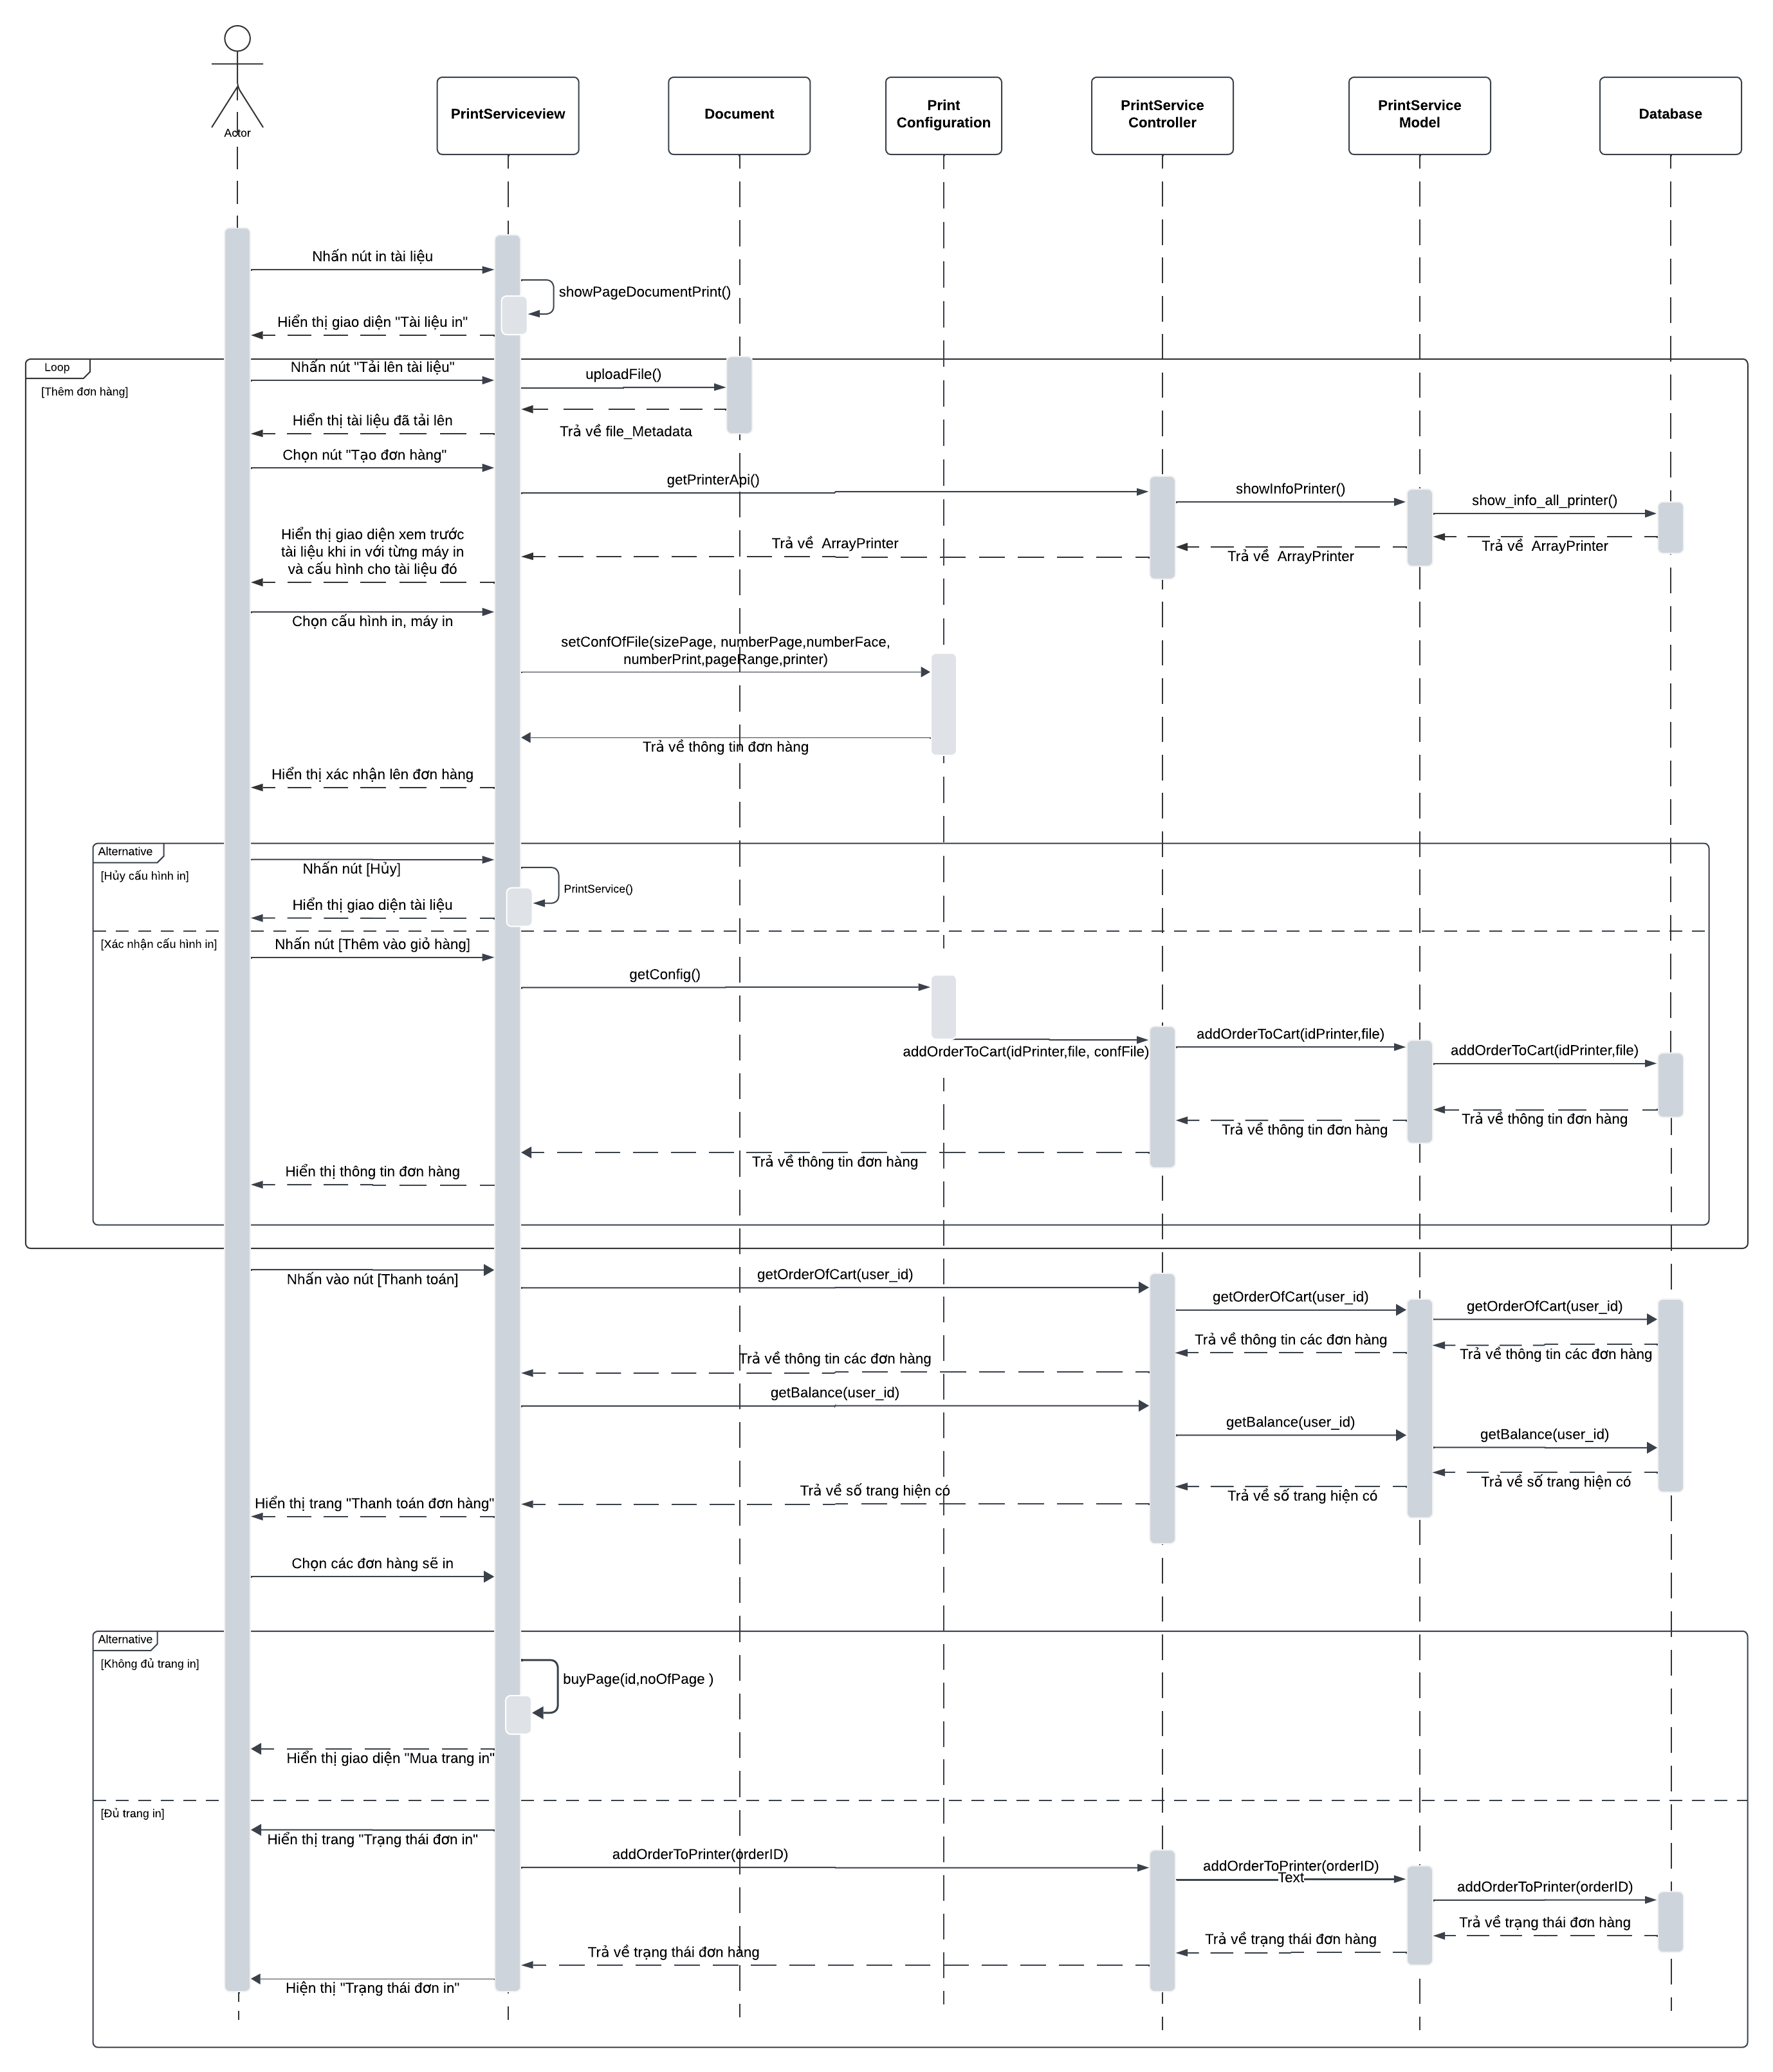 Actor
PrintServiceview
Document
Print
Configuration
PrintService
Controller
PrintService
Model
Database
Nhấn nút in tài liệu
showPageDocumentPrint()
Hiển thị giao diện "Tài liệu in"
Loop
[Thêm đơn hàng]
Nhấn nút "Tải lên tài liệu"
uploadFile()
Hiển thị tài liệu đã tải lên
Trả về file_Metadata
Chọn nút "Tạo đơn hàng"
getPrinterApi()
showInfoPrinter()
show_info_all_printer()
Hiển thị giao diện xem trước
tài liệu khi in với từng máy in
và cấu hình cho tài liệu đó
Trả về  ArrayPrinter
Trả về  ArrayPrinter
Trả về  ArrayPrinter
Chọn cấu hình in, máy in
setConfOfFile(sizePage, numberPage,numberFace,
numberPrint,pageRange,printer)
Trả về thông tin đơn hàng
Hiển thị xác nhận lên đơn hàng
Alternative
[Hủy cấu hình in]
Nhấn nút [Hủy]
PrintService()
Hiển thị giao diện tài liệu
[Xác nhận cấu hình in]
Nhấn nút [Thêm vào giỏ hàng]
getConfig()
addOrderToCart(idPrinter,file, confFile)
addOrderToCart(idPrinter,file)
addOrderToCart(idPrinter,file)
Trả về thông tin đơn hàng
Trả về thông tin đơn hàng
Trả về thông tin đơn hàng
Hiển thị thông tin đơn hàng
Nhấn vào nút [Thanh toán]
getOrderOfCart(user_id)
getOrderOfCart(user_id)
getOrderOfCart(user_id)
Trả về thông tin các đơn hàng
Trả về thông tin các đơn hàng
Trả về thông tin các đơn hàng
getBalance(user_id)
getBalance(user_id)
getBalance(user_id)
Trả về số trang hiện có
Trả về số trang hiện có
Trả về số trang hiện có
Hiển thị trang "Thanh toán đơn hàng"
Chọn các đơn hàng sẽ in
Alternative
[Không đủ trang in]
buyPage(id,noOfPage )
Hiển thị giao diện "Mua trang in"
[Đủ trang in]
Hiển thị trang "Trạng thái đơn in"
addOrderToPrinter(orderID)
addOrderToPrinter(orderID)
Text
addOrderToPrinter(orderID)
Trả về trạng thái đơn hàng
Trả về trạng thái đơn hàng
Trả về trạng thái đơn hàng
Hiện thị "Trạng thái đơn in"